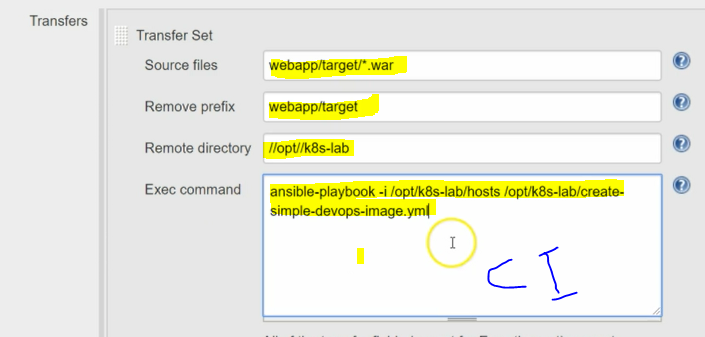 Transfers
Transfer Set
Source files
webapp/target/*.war
Remove prefix
webapp/target
Remote directory
//opt//k8s-lab
Exec command
ansible-playbook -i /opt/k8s-lab/hosts /opt/k8s-lab/create-
simple-devops-image.yml
CI